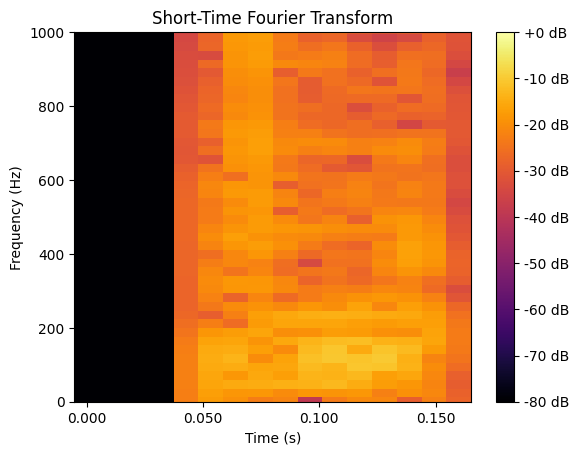 Short-Time Fourier Transform
1000
800
600
400
200
0
Frequency (Hz)
0.000
0.050
0.100
0.150
Time (s)
+0 dB
-10 dB
-20 dB
-30 dB
-40 dB
-50 dB
-60 dB
-70 dB
-80 dB